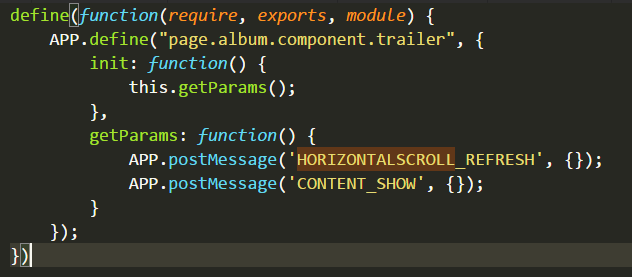 define(function(require, exports, module) {
    APP.define("page.album.component.trailer", {
        init: function() {
            this.getParams();
        },
        getParams: function() {
            APP.postMessage('HORIZONTALSCROLL_REFRESH', {});
            APP.postMessage('CONTENT_SHOW', {});
        }
    });
})